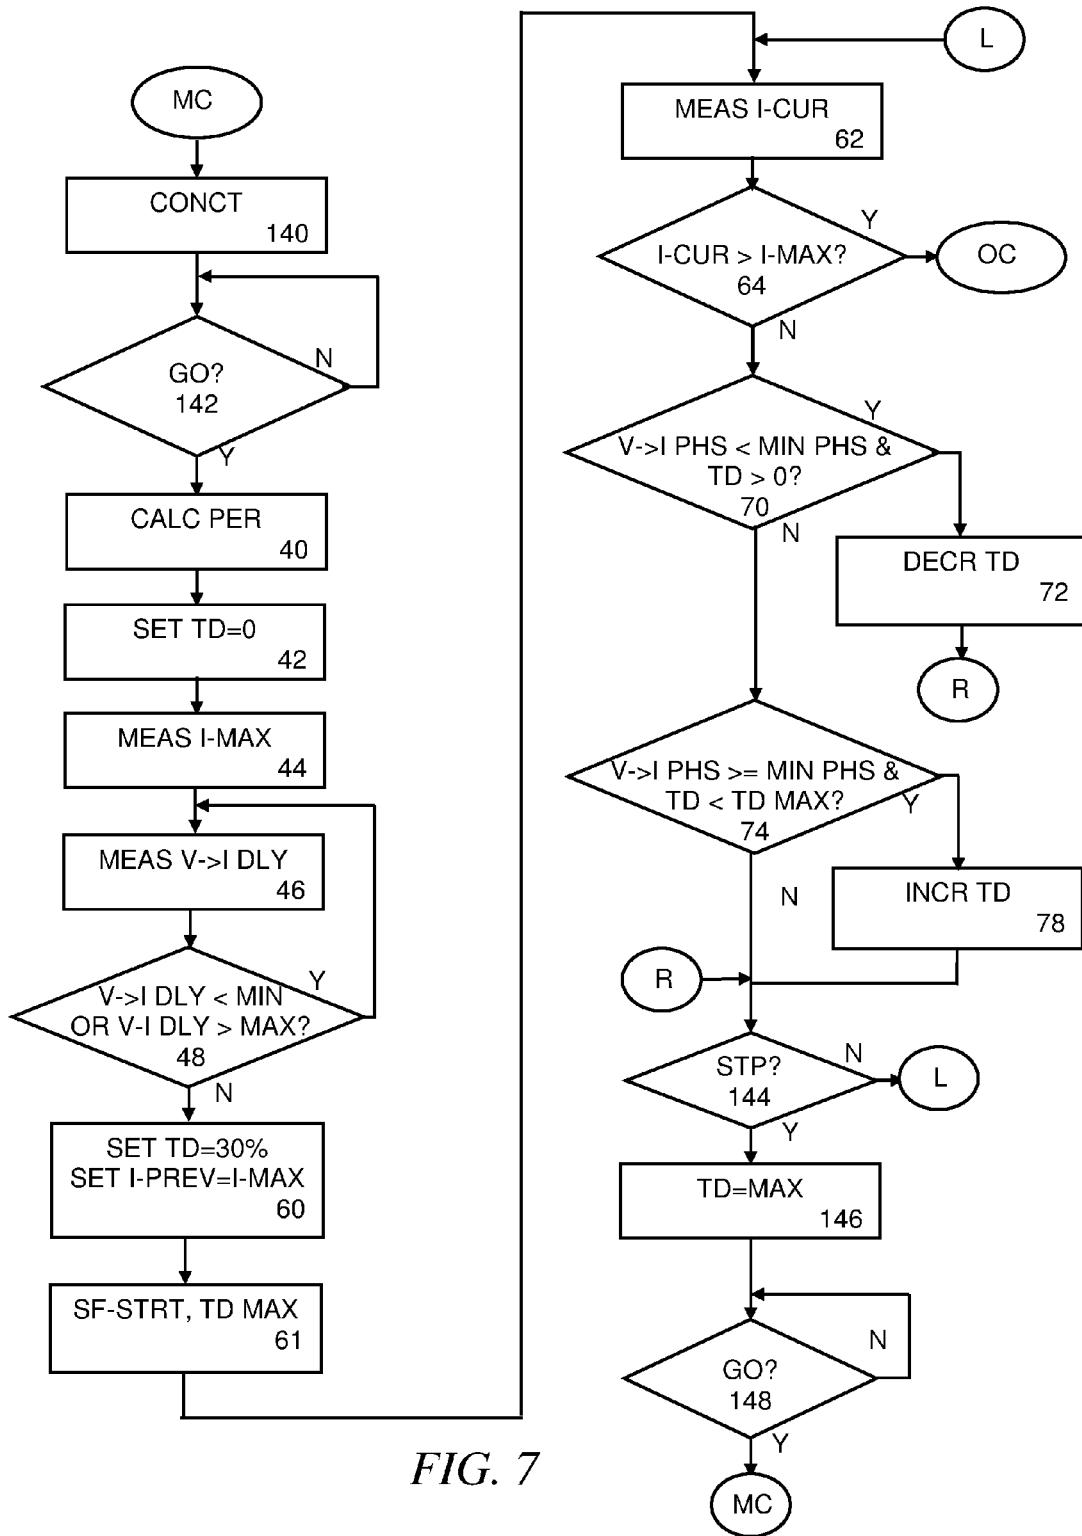 MC
CONCT
140
GO?
142
N
Y
CALC PER
40
SET TD=0
42
MEAS I-MAX
44
MEAS V->I DLY
46
V->I DLY < MIN
OR V-I DLY > MAX?
48
Y
N
SET TD=30%
SET I-PREV=I-MAX
60
SF-STRT, TD MAX
61
L
MEAS I-CUR
62
I-CUR > I-MAX?
64
Y
OC
N
V->I PHS < MIN PHS &
TD > 0?
70
Y
N
DECR TD
72
R
V->I PHS >= MIN PHS &
TD < TD MAX?
74
Y
N
INCR TD
78
R
STP?
144
N
L
Y
TD=MAX
146
GO?
148
N
Y
MC
FIG. 7